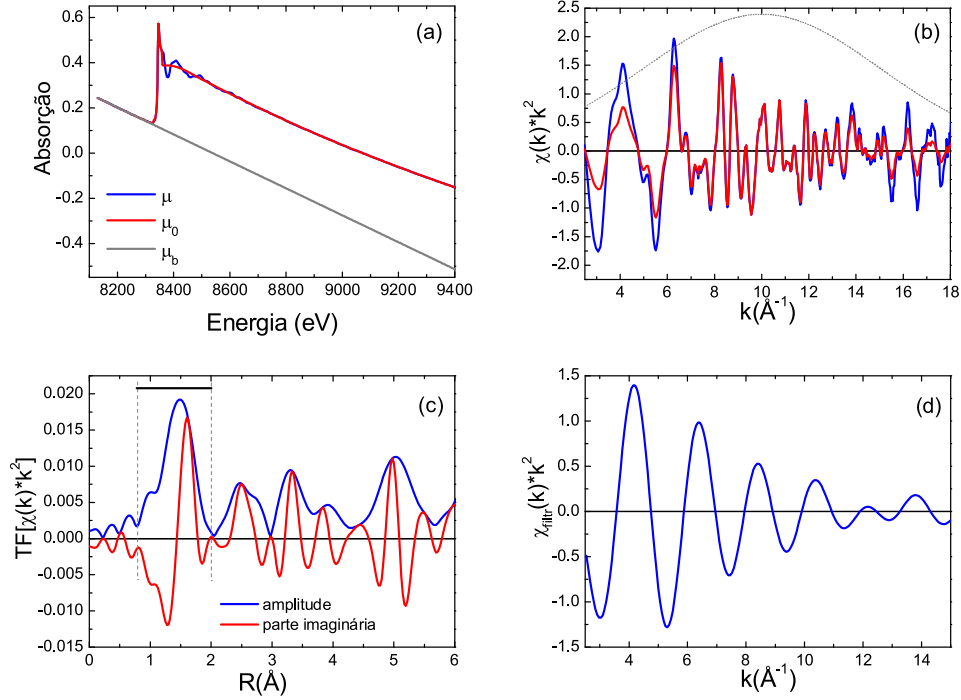 (a)
Absorção
0.6
0.4
0.2
0.0
-0.2
-0.4
μ
μ0
μb
8200 8400 8600 8800 9000 9200 9400
Energia (eV)
(b)
χ(k)*k²
2.5
2.0
1.5
1.0
0.5
0.0
-0.5
-1.0
-1.5
-2.0
-2.5
4 6 8 10 12 14 16 18
k(Å⁻¹)
(c)
TF[χ(k)*k²]
0.020
0.015
0.010
0.005
0.000
-0.005
-0.010
-0.015
amplitude
parte imaginária
0 1 2 3 4 5 6
R(Å)
(d)
χfiltr(k)*k²
1.5
1.0
0.5
0.0
-0.5
-1.0
-1.5
4 6 8 10 12 14
k(Å⁻¹)